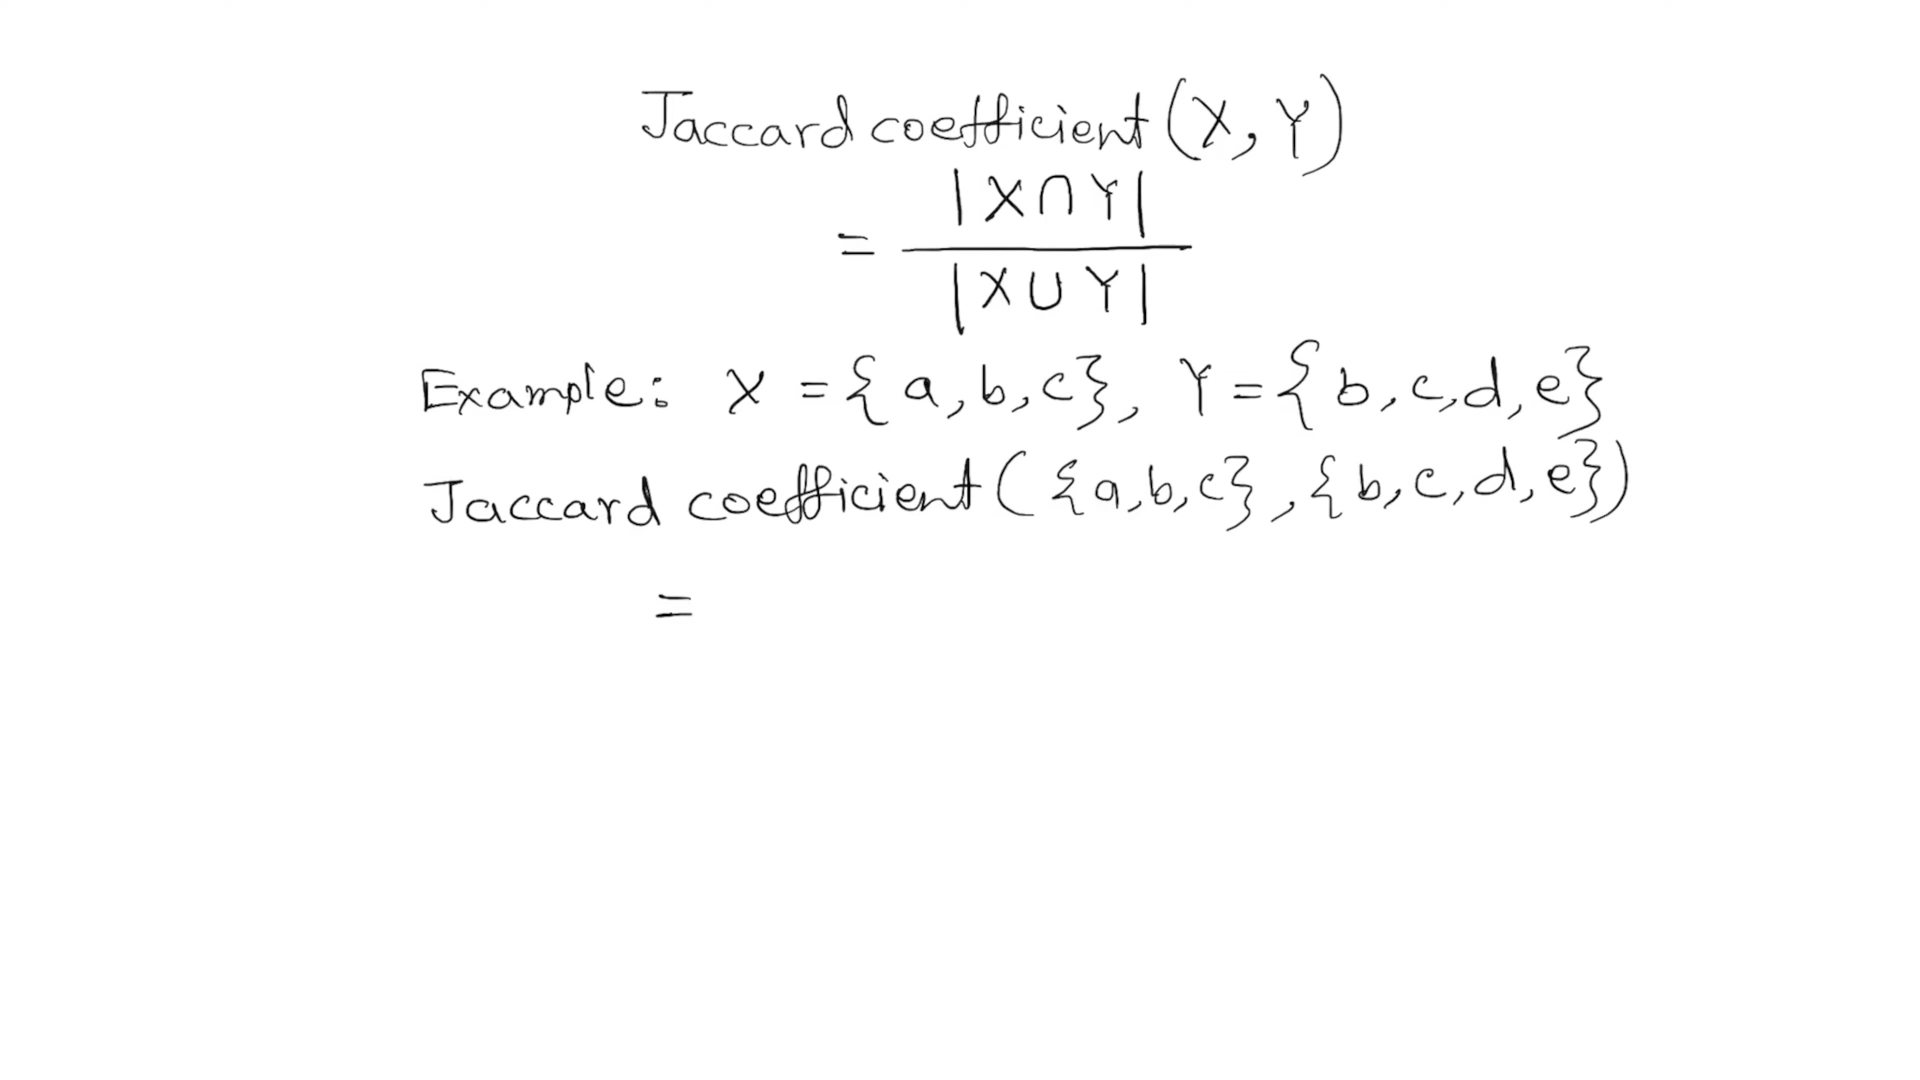 Jaccard coefficient (X, Y)
|X∩Y|
=
|X∪Y|
Example: X = {a, b, c}, Y = {b, c, d, e}
Jaccard coefficient ({a, b, c}, {b, c, d, e})
=